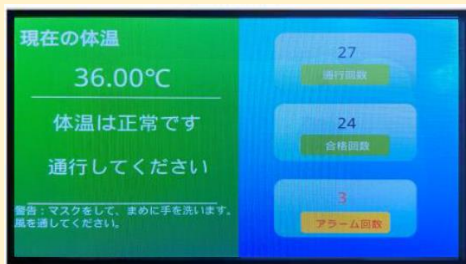 現在の体温
36.00℃
体温は正常です
通行してください
警告：マスクをして、まめに手を洗います。
風を通してください。
27
通行回数
24
合格回数
3
アラーム回数